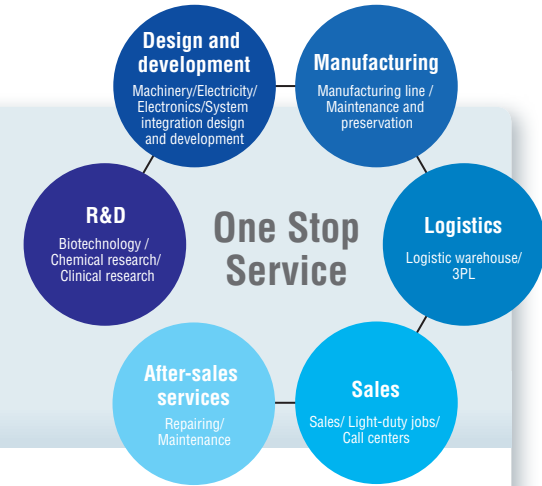 Design and
development
Machinery/Electricity/
Electronics/System
integration design
and development
Manufacturing
Manufacturing line /
Maintenance and
preservation
R&D
Biotechnology /
Chemical research/
Clinical research
One Stop
Service
Logistics
Logistic warehouse/
3PL
After-sales
services
Repairing/
Maintenance
Sales
Sales/ Light-duty jobs/
Call centers